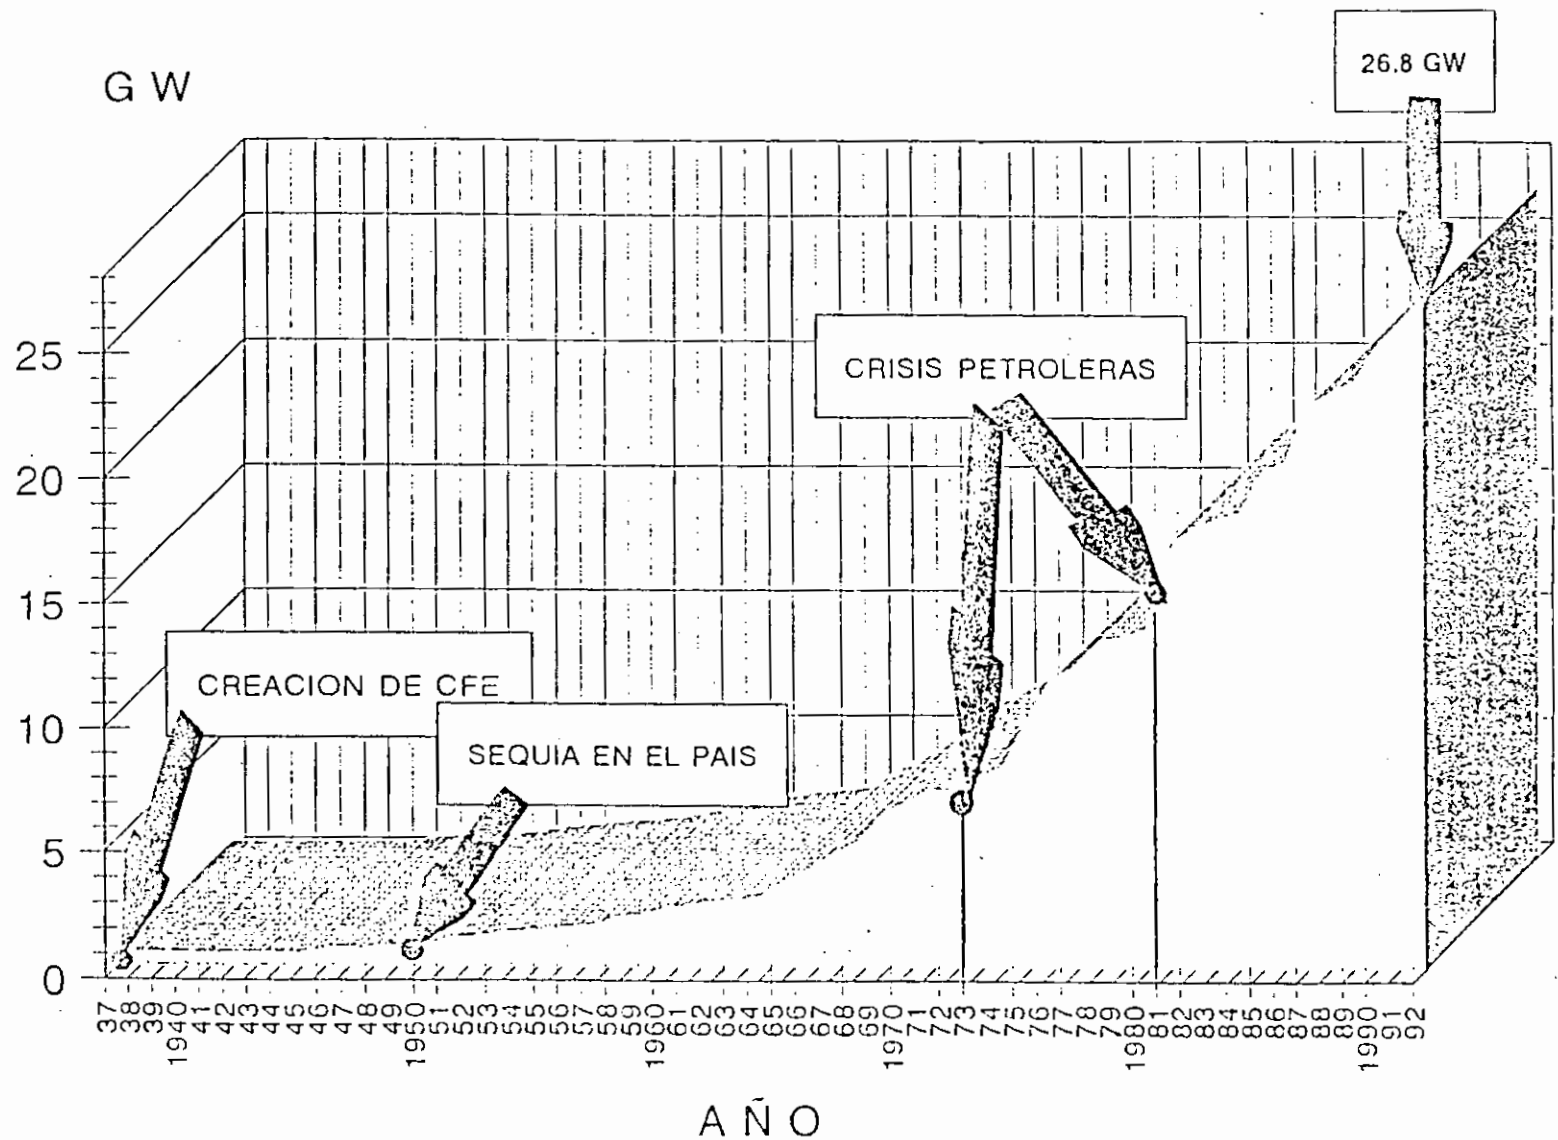 26.8 GW
G W
CRISIS PETROLERAS
25
20
15
CREACION DE CFE
10
SEQUIA EN EL PAIS
5
0
37 38 39 1940 41 42 43 44 45 46 47 48 49 1950 51 52 53 54 55 56 57 58 59 1960 61 62 63 64 65 66 67 68 69 1970 71 72 73 74 75 76 77 78 79 1980 81 82 83 84 85 86 87 88 89 1990 91 92
AÑO